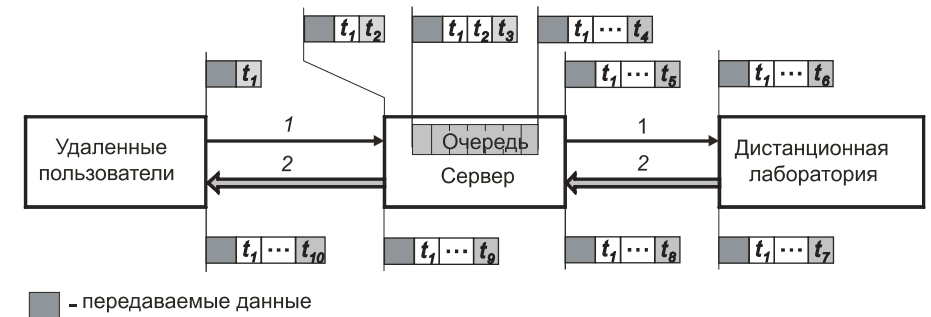 t1 t2
t1 t2 t3
t1 ... t4
t1
t1 ... t5
t1 ... t6
1
1
Удаленные
пользователи
Очередь
Сервер
Дистанционная
лаборатория
2
2
t1 ... t10
t1 ... t9
t1 ... t8
t1 ... t7
- передаваемые данные